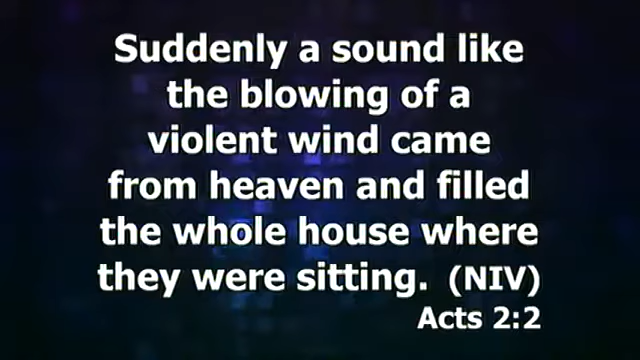 Suddenly a sound like
the blowing of a
violent wind came
from heaven and filled
the whole house where
they were sitting. (NIV)
Acts 2:2